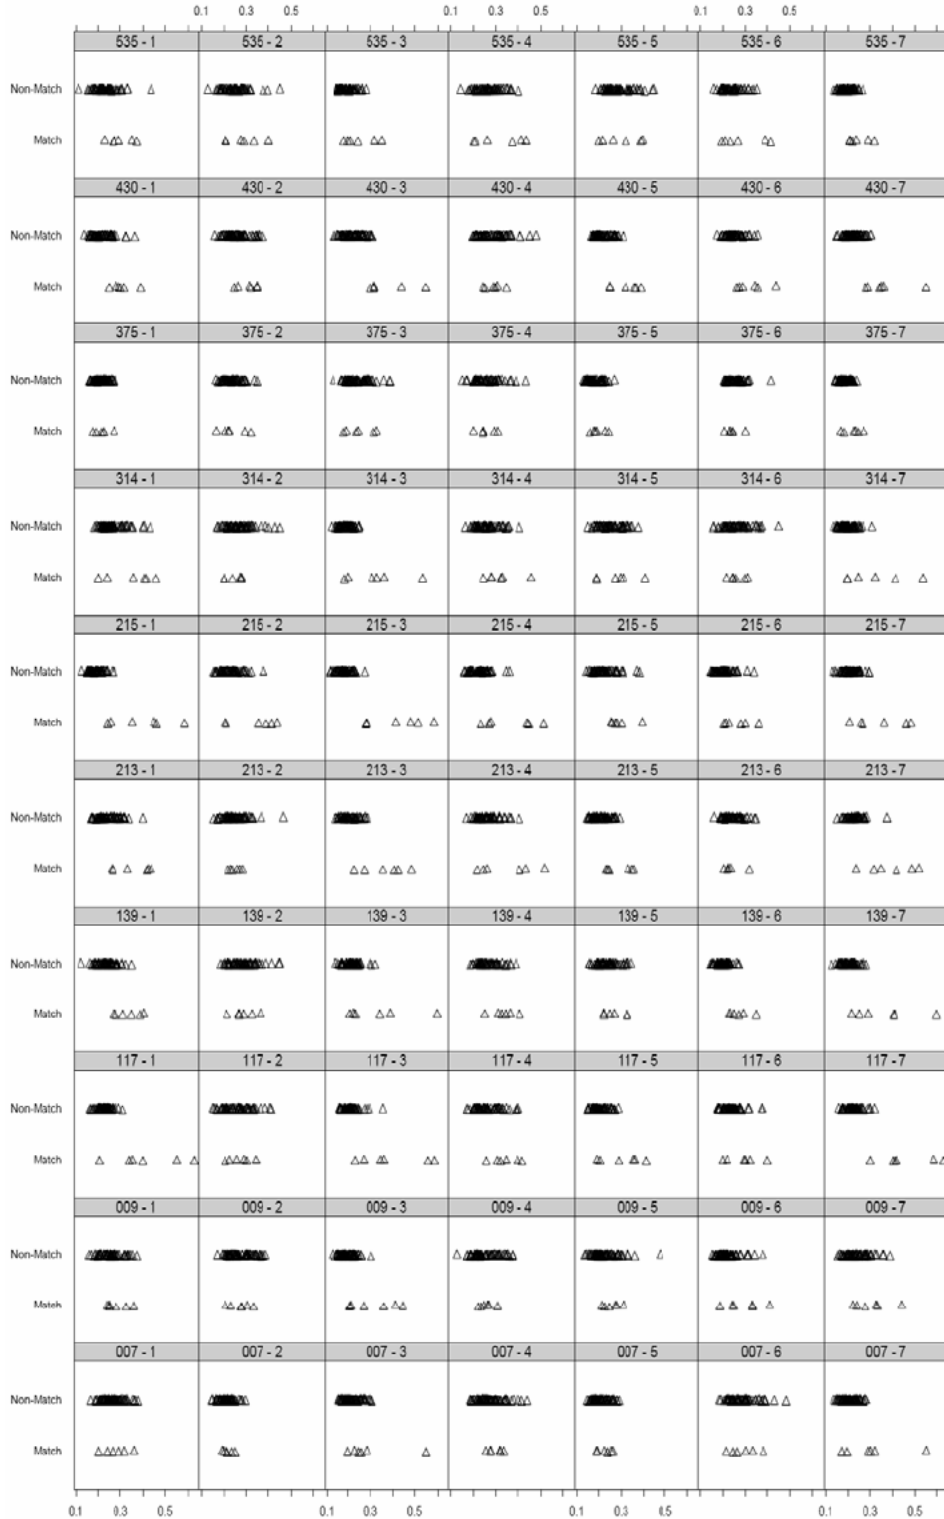 0.1 0.3 0.5 0.1 0.3 0.5 0.1 0.3 0.5
535 - 1 535 - 2 535 - 3 535 - 4 535 - 5 535 - 6 535 - 7
Non-Match
Match
430 - 1 430 - 2 430 - 3 430 - 4 430 - 5 430 - 6 430 - 7
Non-Match
Match
375 - 1 375 - 2 375 - 3 375 - 4 375 - 5 375 - 6 375 - 7
Non-Match
Match
314 - 1 314 - 2 314 - 3 314 - 4 314 - 5 314 - 6 314 - 7
Non-Match
Match
215 - 1 215 - 2 215 - 3 215 - 4 215 - 5 215 - 6 215 - 7
Non-Match
Match
213 - 1 213 - 2 213 - 3 213 - 4 213 - 5 213 - 6 213 - 7
Non-Match
Match
139 - 1 139 - 2 139 - 3 139 - 4 139 - 5 139 - 6 139 - 7
Non-Match
Match
117 - 1 117 - 2 117 - 3 117 - 4 117 - 5 117 - 6 117 - 7
Non-Match
Match
009 - 1 009 - 2 009 - 3 009 - 4 009 - 5 009 - 6 009 - 7
Non-Match
Match
007 - 1 007 - 2 007 - 3 007 - 4 007 - 5 007 - 6 007 - 7
Non-Match
Match
0.1 0.3 0.5 0.1 0.3 0.5 0.1 0.3 0.5 0.1 0.3 0.5